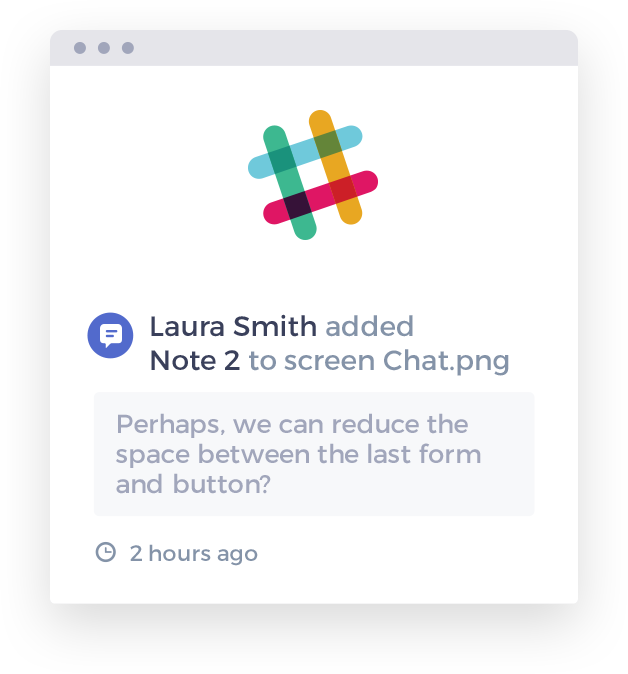 Laura Smith added
Note 2 to screen Chat.png
Perhaps, we can reduce the
space between the last form
and button?
2 hours ago